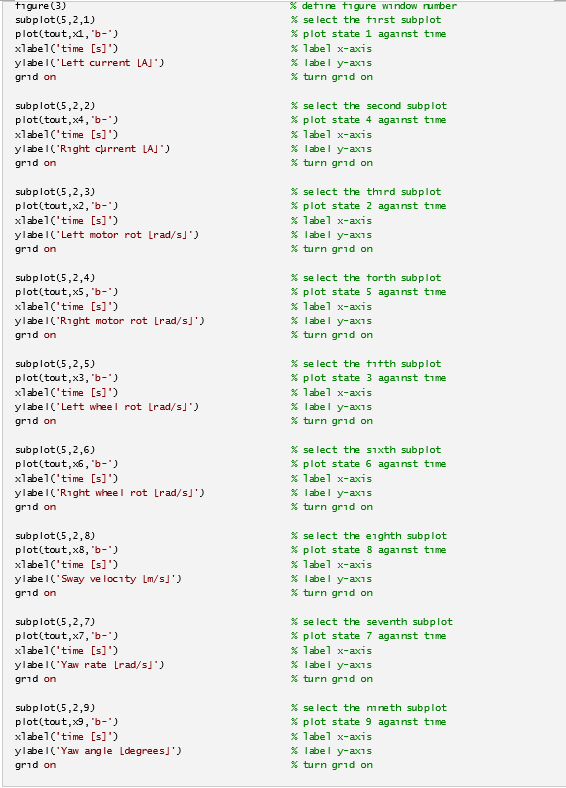 figure(3) % define figure window number
subplot(5,2,1) % select the first subplot
plot(tout,x1,'b-') % plot state 1 against time
xlabel('time [s]') % label x-axis
ylabel('Left current [A]') % label y-axis
grid on % turn grid on
subplot(5,2,2) % select the second subplot
plot(tout,x4,'b-') % plot state 4 against time
xlabel('time [s]') % label x-axis
ylabel('Right current [A]') % label y-axis
grid on % turn grid on
subplot(5,2,3) % select the third subplot
plot(tout,x2,'b-') % plot state 2 against time
xlabel('time [s]') % label x-axis
ylabel('Left motor rot [rad/s]') % label y-axis
grid on % turn grid on
subplot(5,2,4) % select the forth subplot
plot(tout,x5,'b-') % plot state 5 against time
xlabel('time [s]') % label x-axis
ylabel('Right motor rot [rad/s]') % label y-axis
grid on % turn grid on
subplot(5,2,5) % select the fifth subplot
plot(tout,x3,'b-') % plot state 3 against time
xlabel('time [s]') % label x-axis
ylabel('Left wheel rot [rad/s]') % label y-axis
grid on % turn grid on
subplot(5,2,6) % select the sixth subplot
plot(tout,x6,'b-') % plot state 6 against time
xlabel('time [s]') % label x-axis
ylabel('Right wheel rot [rad/s]') % label y-axis
grid on % turn grid on
subplot(5,2,8) % select the eighth subplot
plot(tout,x8,'b-') % plot state 8 against time
xlabel('time [s]') % label x-axis
ylabel('Sway velocity [m/s]') % label y-axis
grid on % turn grid on
subplot(5,2,7) % select the seventh subplot
plot(tout,x7,'b-') % plot state 7 against time
xlabel('time [s]') % label x-axis
ylabel('Yaw rate [rad/s]') % label y-axis
grid on % turn grid on
subplot(5,2,9) % select the nineth subplot
plot(tout,x9,'b-') % plot state 9 against time
xlabel('time [s]') % label x-axis
ylabel('Yaw angle [degrees]') % label y-axis
grid on % turn grid on